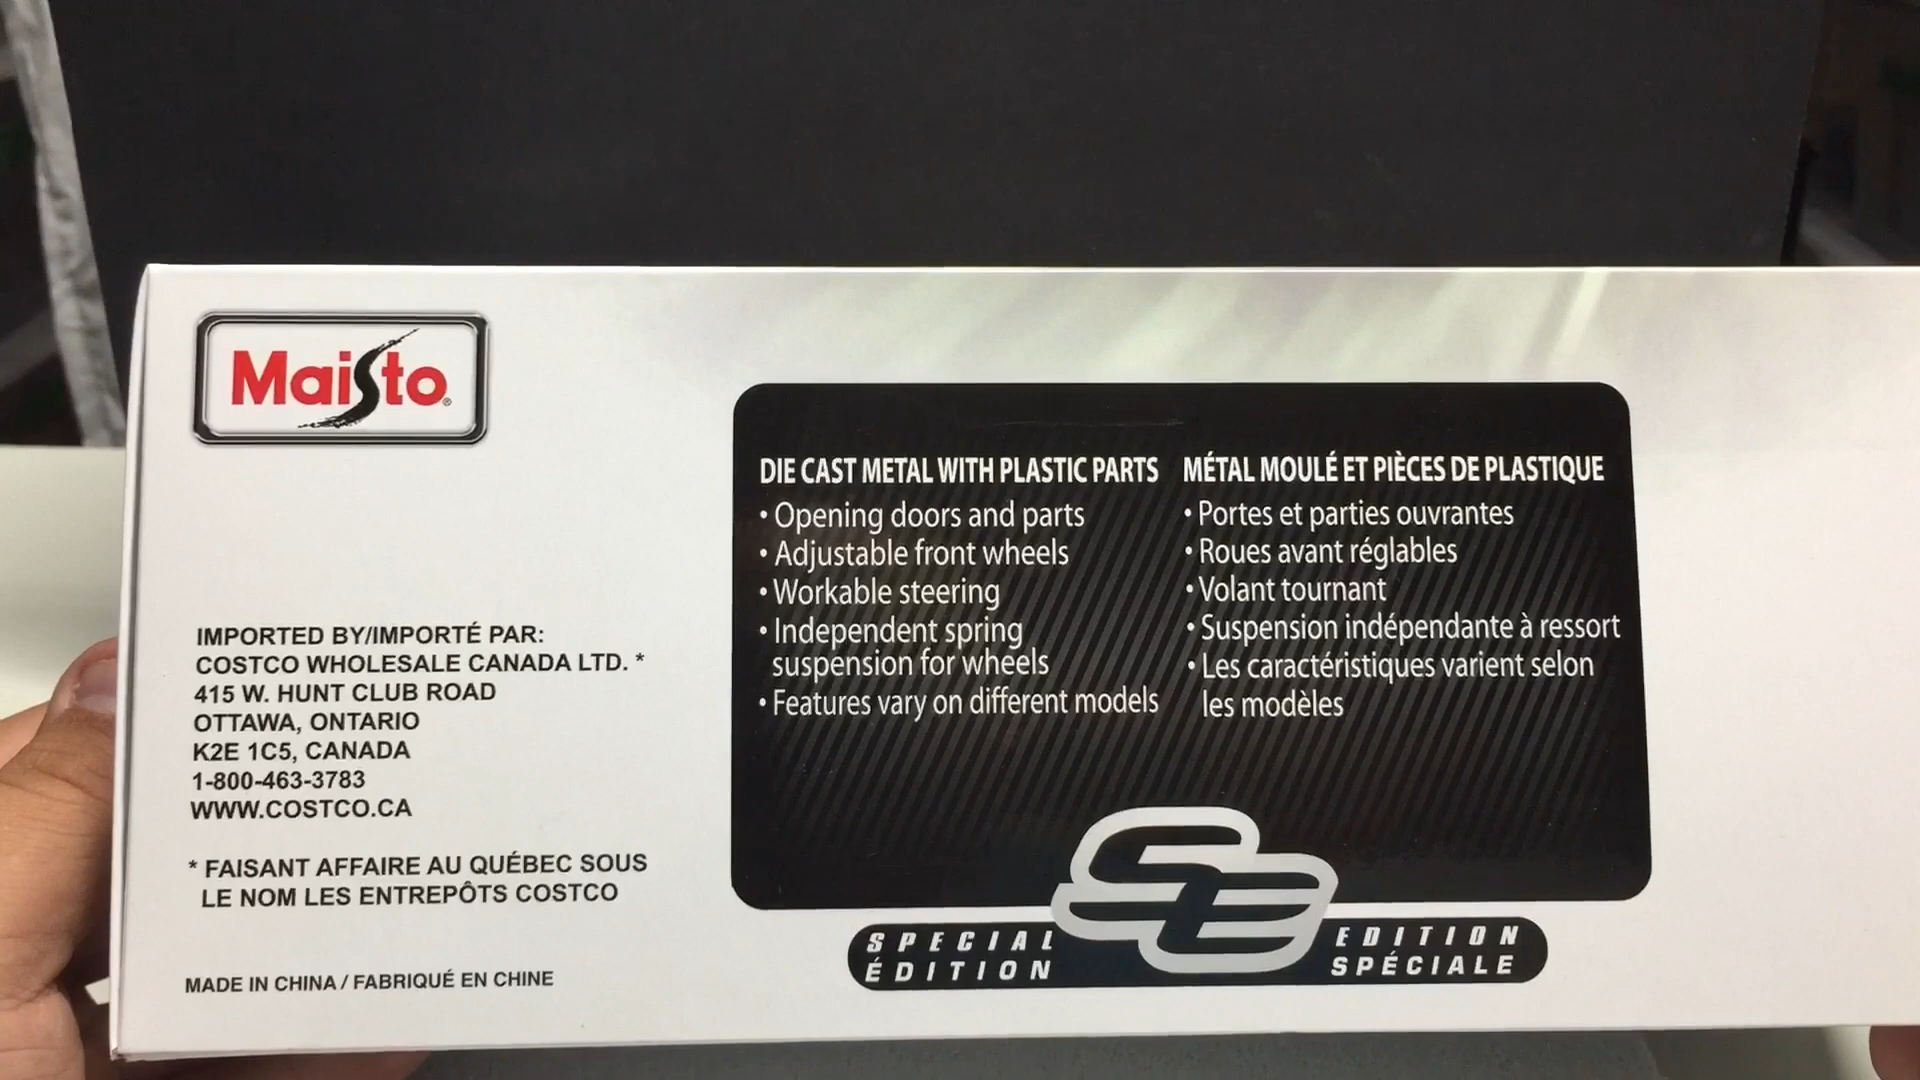 Maisto®
IMPORTED BY/IMPORTÉ PAR:
COSTCO WHOLESALE CANADA LTD. *
415 W. HUNT CLUB ROAD
OTTAWA, ONTARIO
K2E 1C5, CANADA
1-800-463-3783
WWW.COSTCO.CA
* FAISANT AFFAIRE AU QUÉBEC SOUS
LE NOM LES ENTREPÔTS COSTCO
MADE IN CHINA / FABRIQUÉ EN CHINE
DIE CAST METAL WITH PLASTIC PARTS
• Opening doors and parts
• Adjustable front wheels
• Workable steering
• Independent spring
suspension for wheels
• Features vary on different models
MÉTAL MOULÉ ET PIÈCES DE PLASTIQUE
• Portes et parties ouvrantes
• Roues avant réglables
• Volant tournant
• Suspension indépendante à ressort
• Les caractéristiques varient selon
les modèles
SE
SPECIAL EDITION
ÉDITION SPÉCIALE